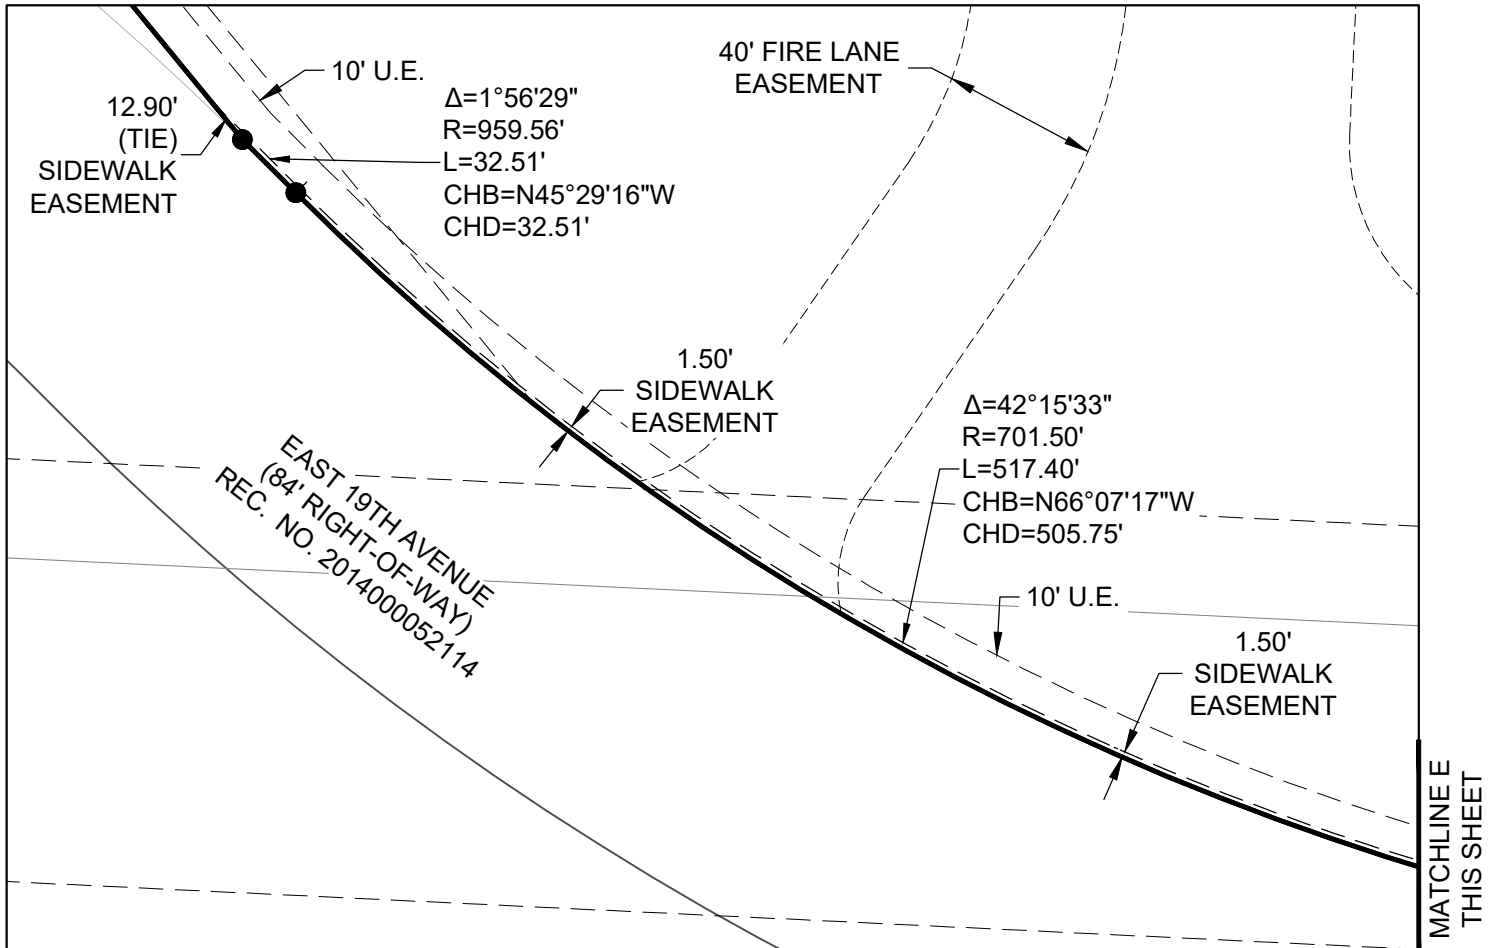 10' U.E.
40' FIRE LANE
EASEMENT
12.90'
(TIE)
SIDEWALK
EASEMENT
Δ=1°56'29"
R=959.56'
L=32.51'
CHB=N45°29'16"W
CHD=32.51'
1.50'
SIDEWALK
EASEMENT
Δ=42°15'33"
R=701.50'
L=517.40'
CHB=N66°07'17"W
CHD=505.75'
EAST 19TH AVENUE
(84' RIGHT-OF-WAY)
REC. NO. 2014000052114
10' U.E.
1.50'
SIDEWALK
EASEMENT
MATCHLINE E
THIS SHEET